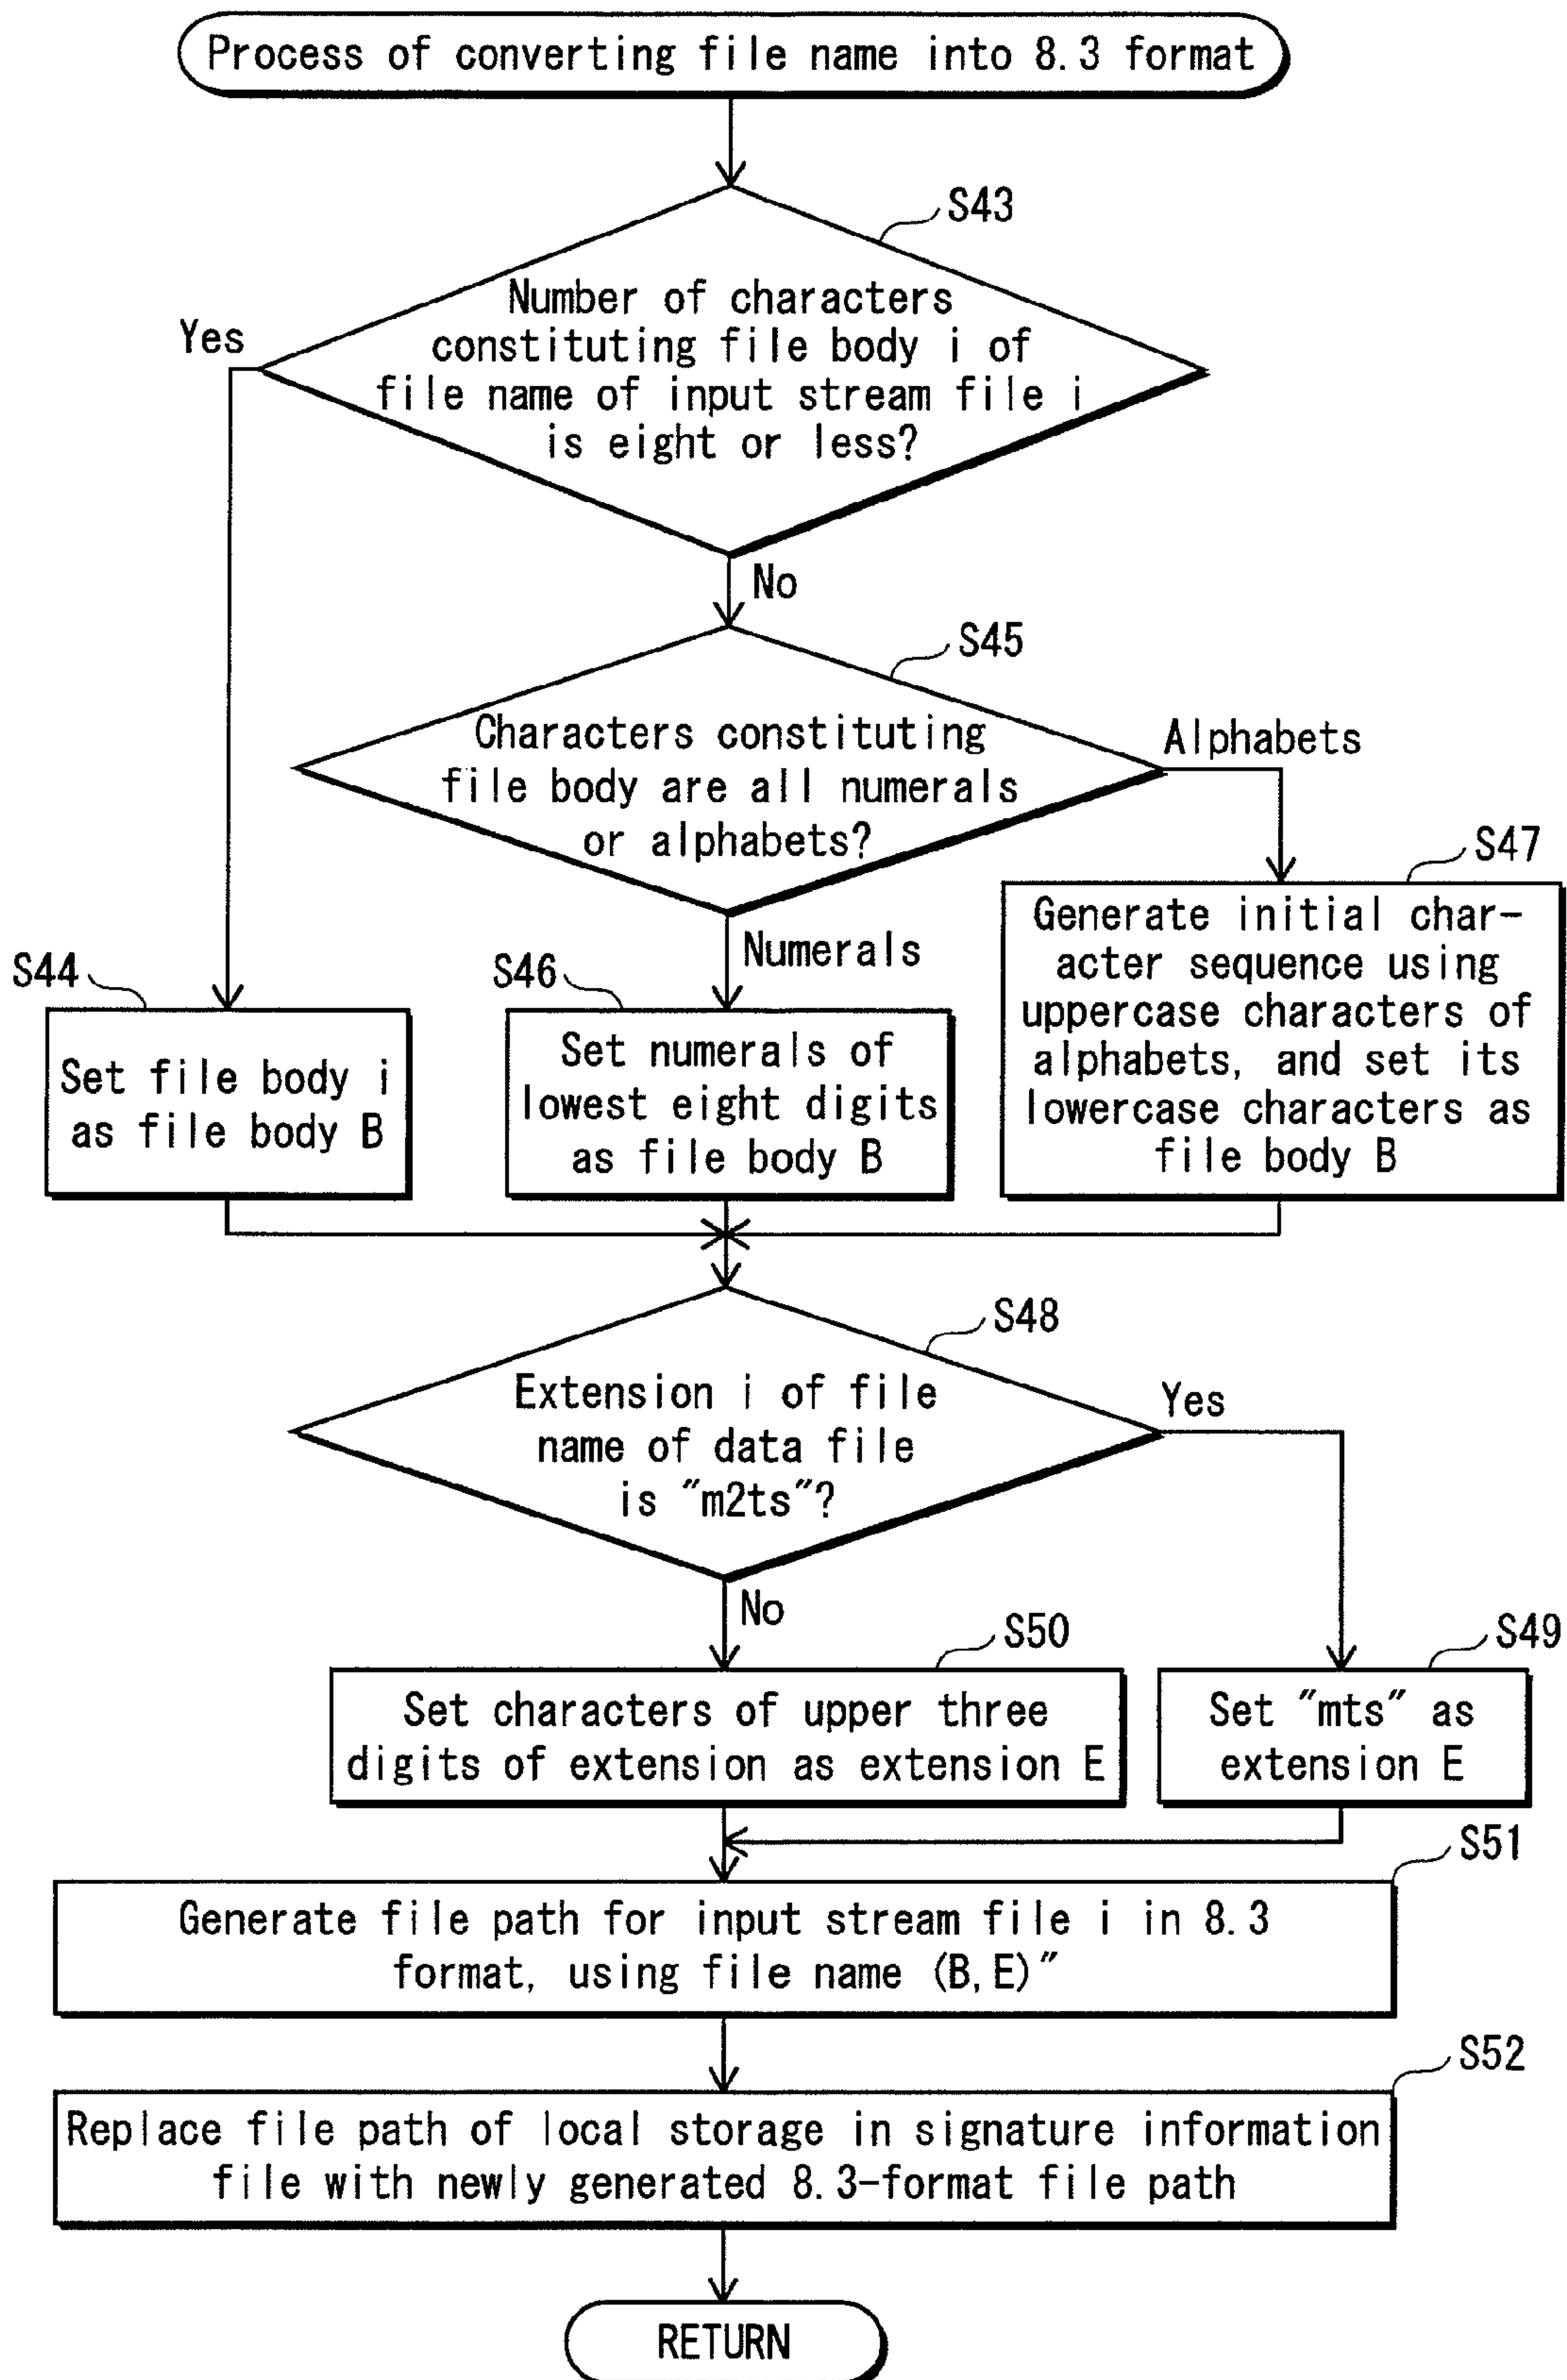 Process of converting file name into 8.3 format
S43
Number of characters
constituting file body i of
file name of input stream file i
is eight or less?
Yes
No
S45
Characters constituting
file body are all numerals
or alphabets?
Alphabets
Numerals
S44
Set file body i
as file body B
S46
Set numerals of
lowest eight digits
as file body B
S47
Generate initial char-
acter sequence using
uppercase characters of
alphabets, and set its
lowercase characters as
file body B
S48
Extension i of file
name of data file
is "m2ts"?
Yes
No
S50
Set characters of upper three
digits of extension as extension E
S49
Set "mts" as
extension E
S51
Generate file path for input stream file i in 8.3
format, using file name (B,E)"
S52
Replace file path of local storage in signature information
file with newly generated 8.3-format file path
RETURN